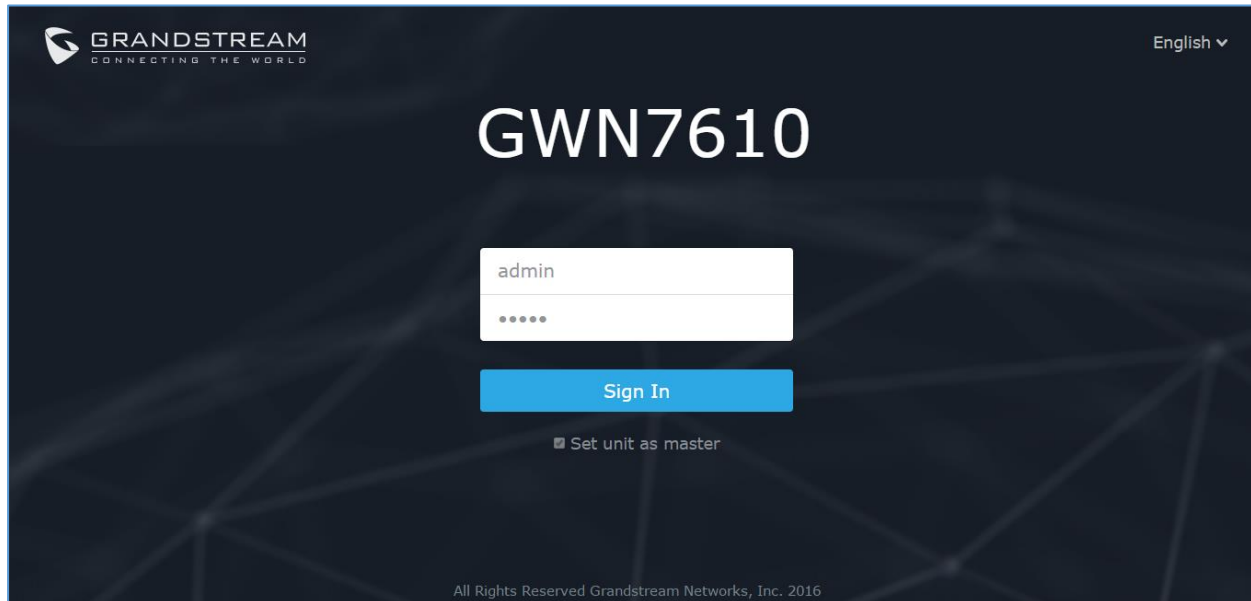 GRANDSTREAM
CONNECTING THE WORLD
English
GWN7610
admin
•••••
Sign In
Set unit as master
All Rights Reserved Grandstream Networks, Inc. 2016